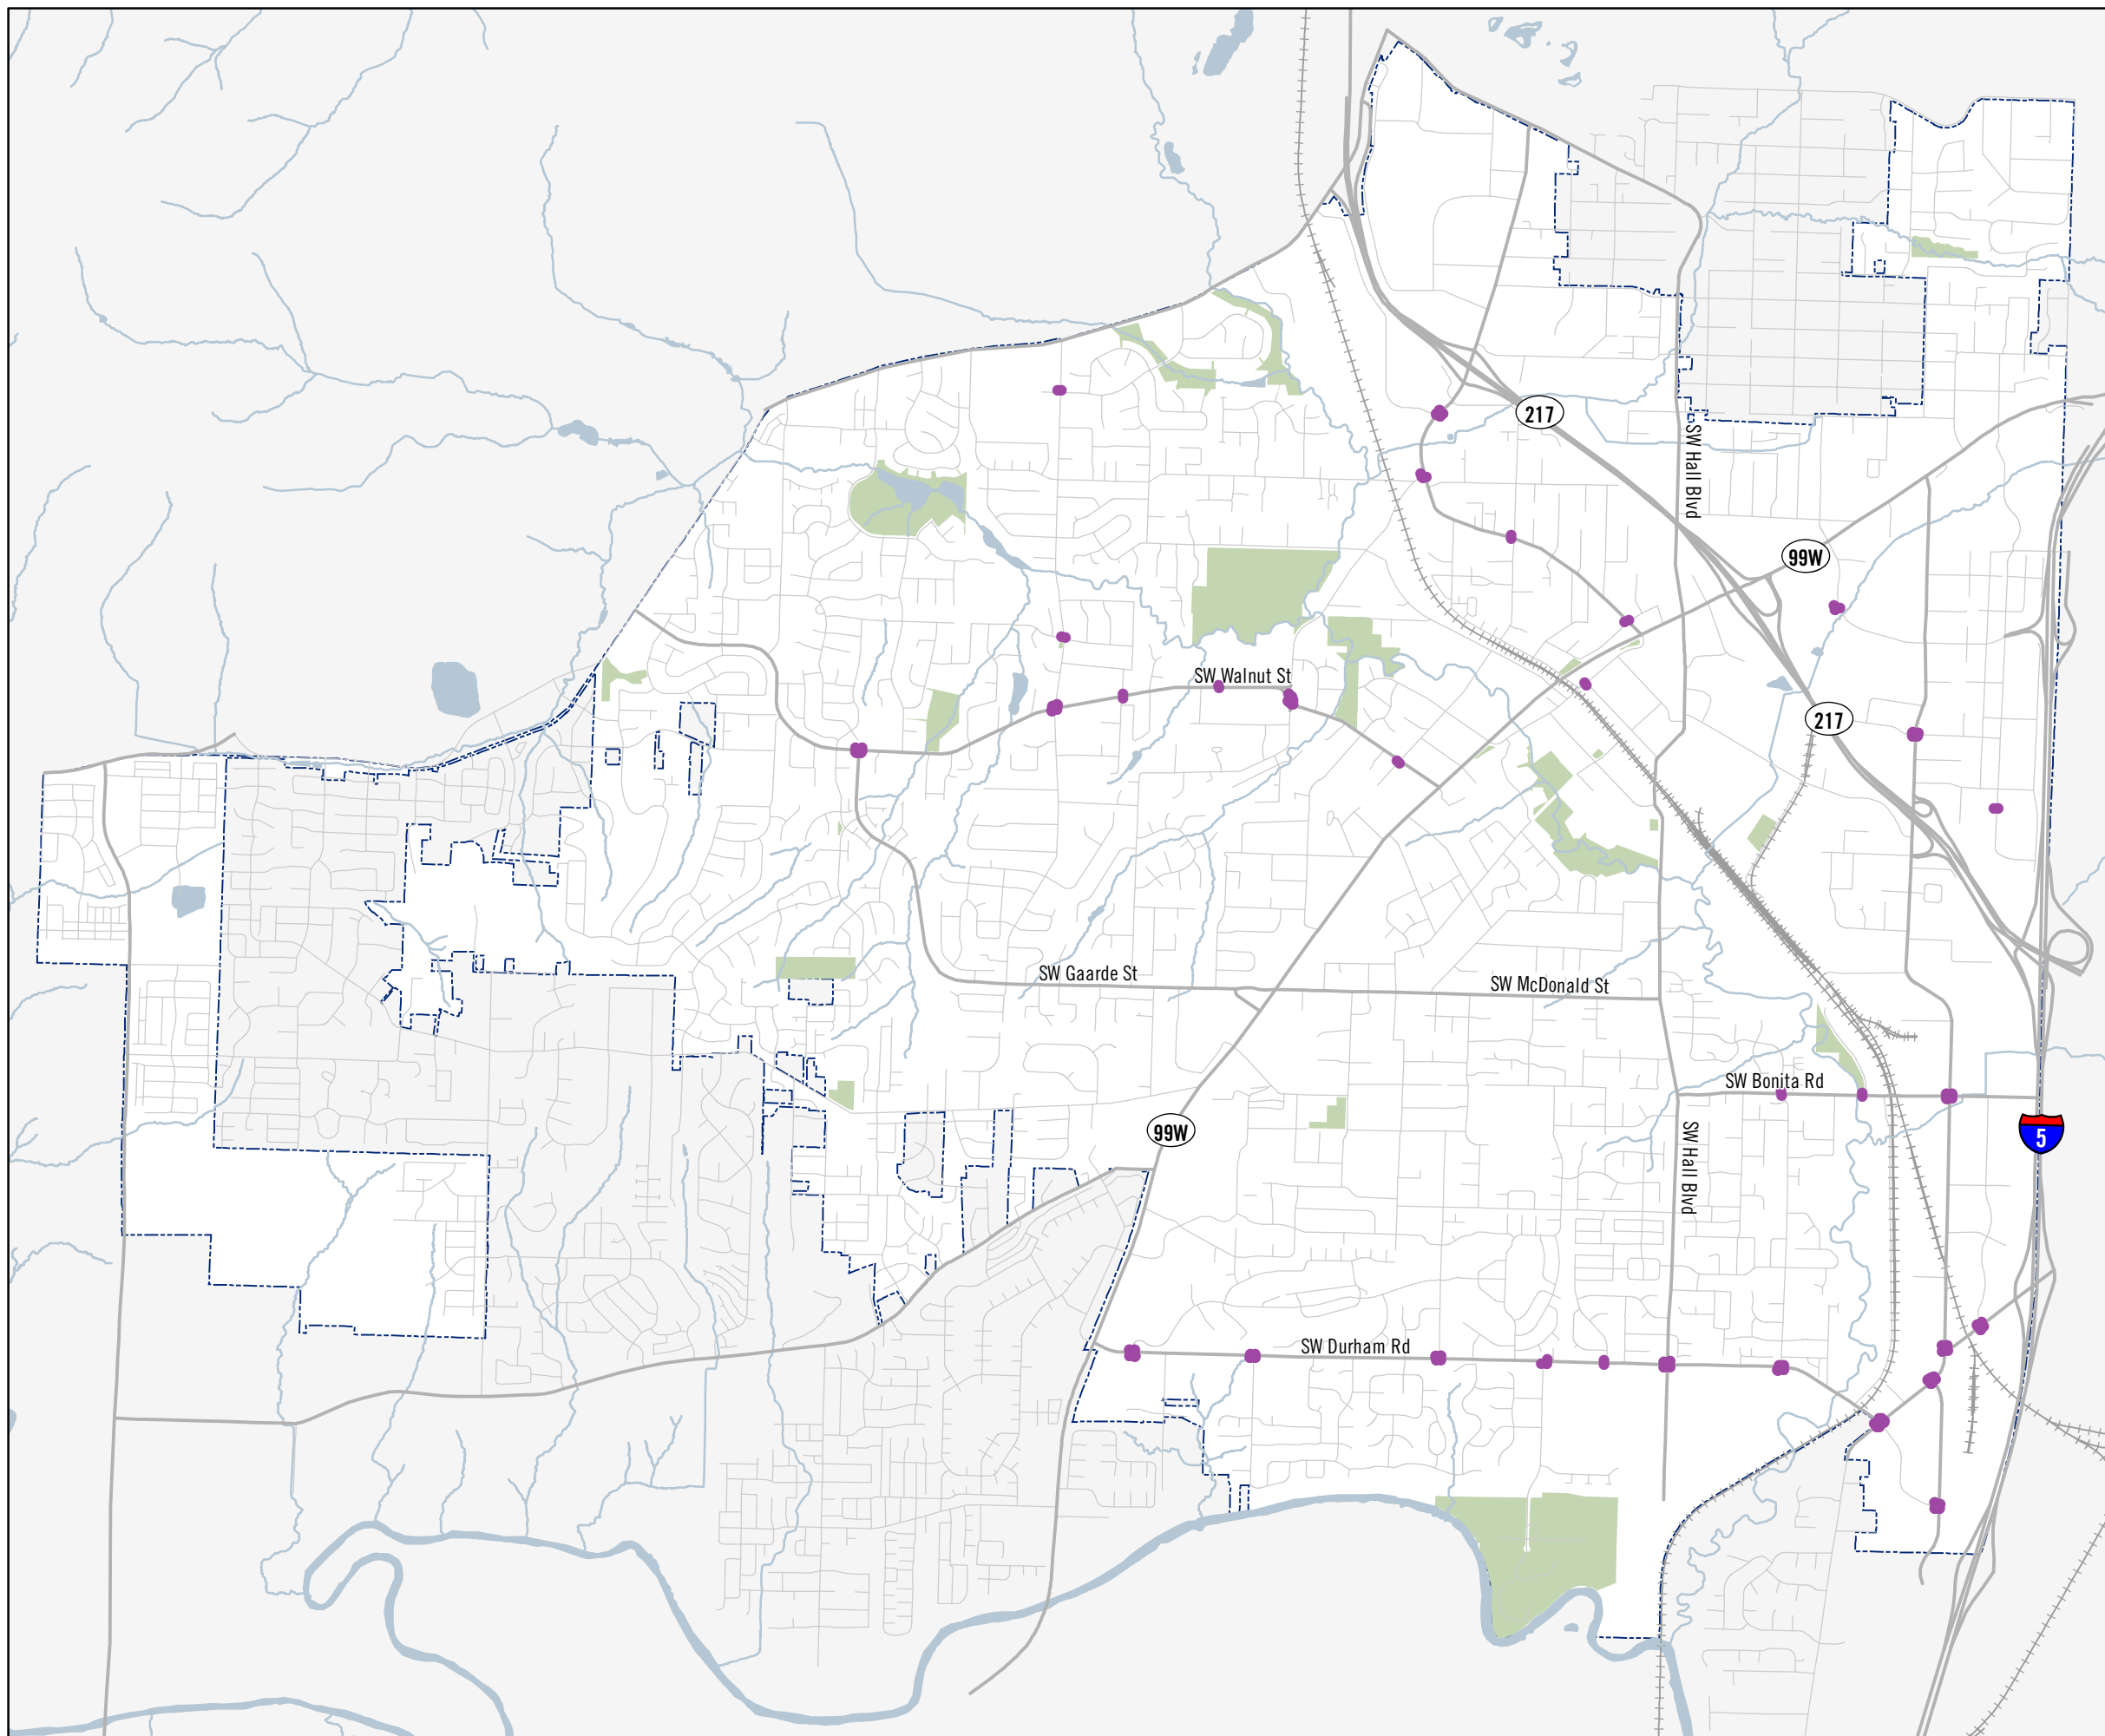 217
SW Hall Blvd
99W
SW Walnut St
217
SW Gaarde St
SW McDonald St
SW Bonita Rd
99W
5
SW Hall Blvd
SW Durham Rd